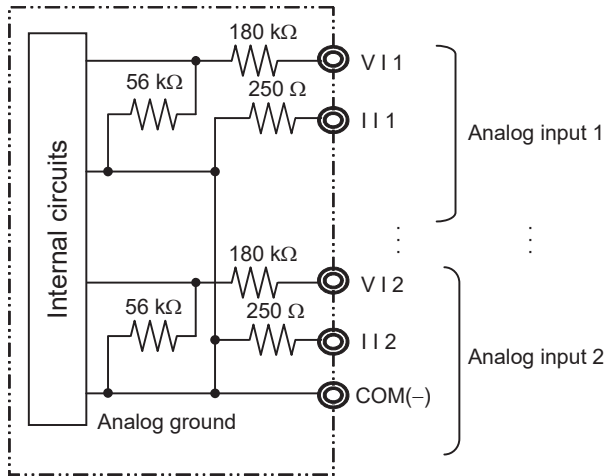 180 kΩ
V I 1
56 kΩ
250 Ω
I I 1
Analog input 1
Internal circuits
180 kΩ
V I 2
56 kΩ
250 Ω
I I 2
Analog input 2
COM(−)
Analog ground